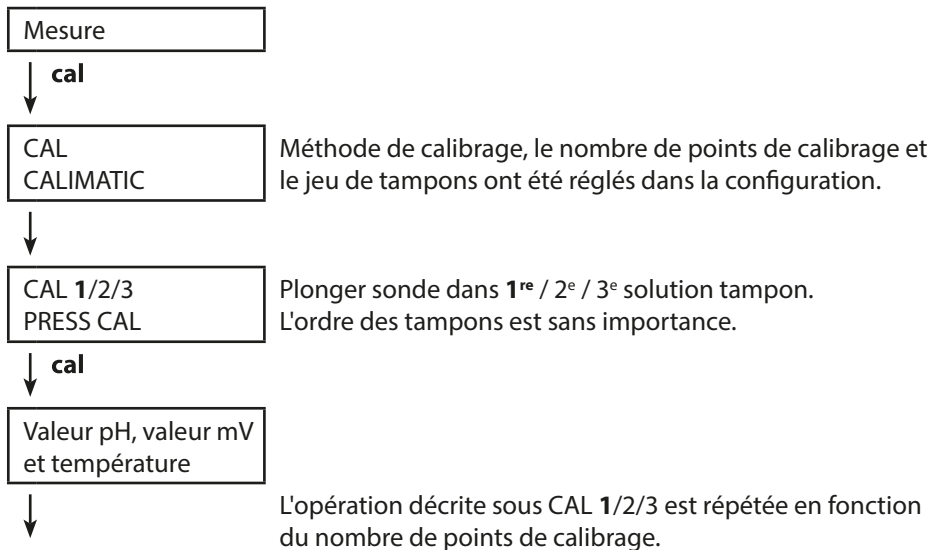 Mesure
cal
CAL
CALIMATIC
Méthode de calibrage, le nombre de points de calibrage et
le jeu de tampons ont été réglés dans la configuration.
CAL 1/2/3
PRESS CAL
Plonger sonde dans 1re / 2e / 3e solution tampon.
L'ordre des tampons est sans importance.
cal
Valeur pH, valeur mV
et température
L'opération décrite sous CAL 1/2/3 est répétée en fonction
du nombre de points de calibrage.